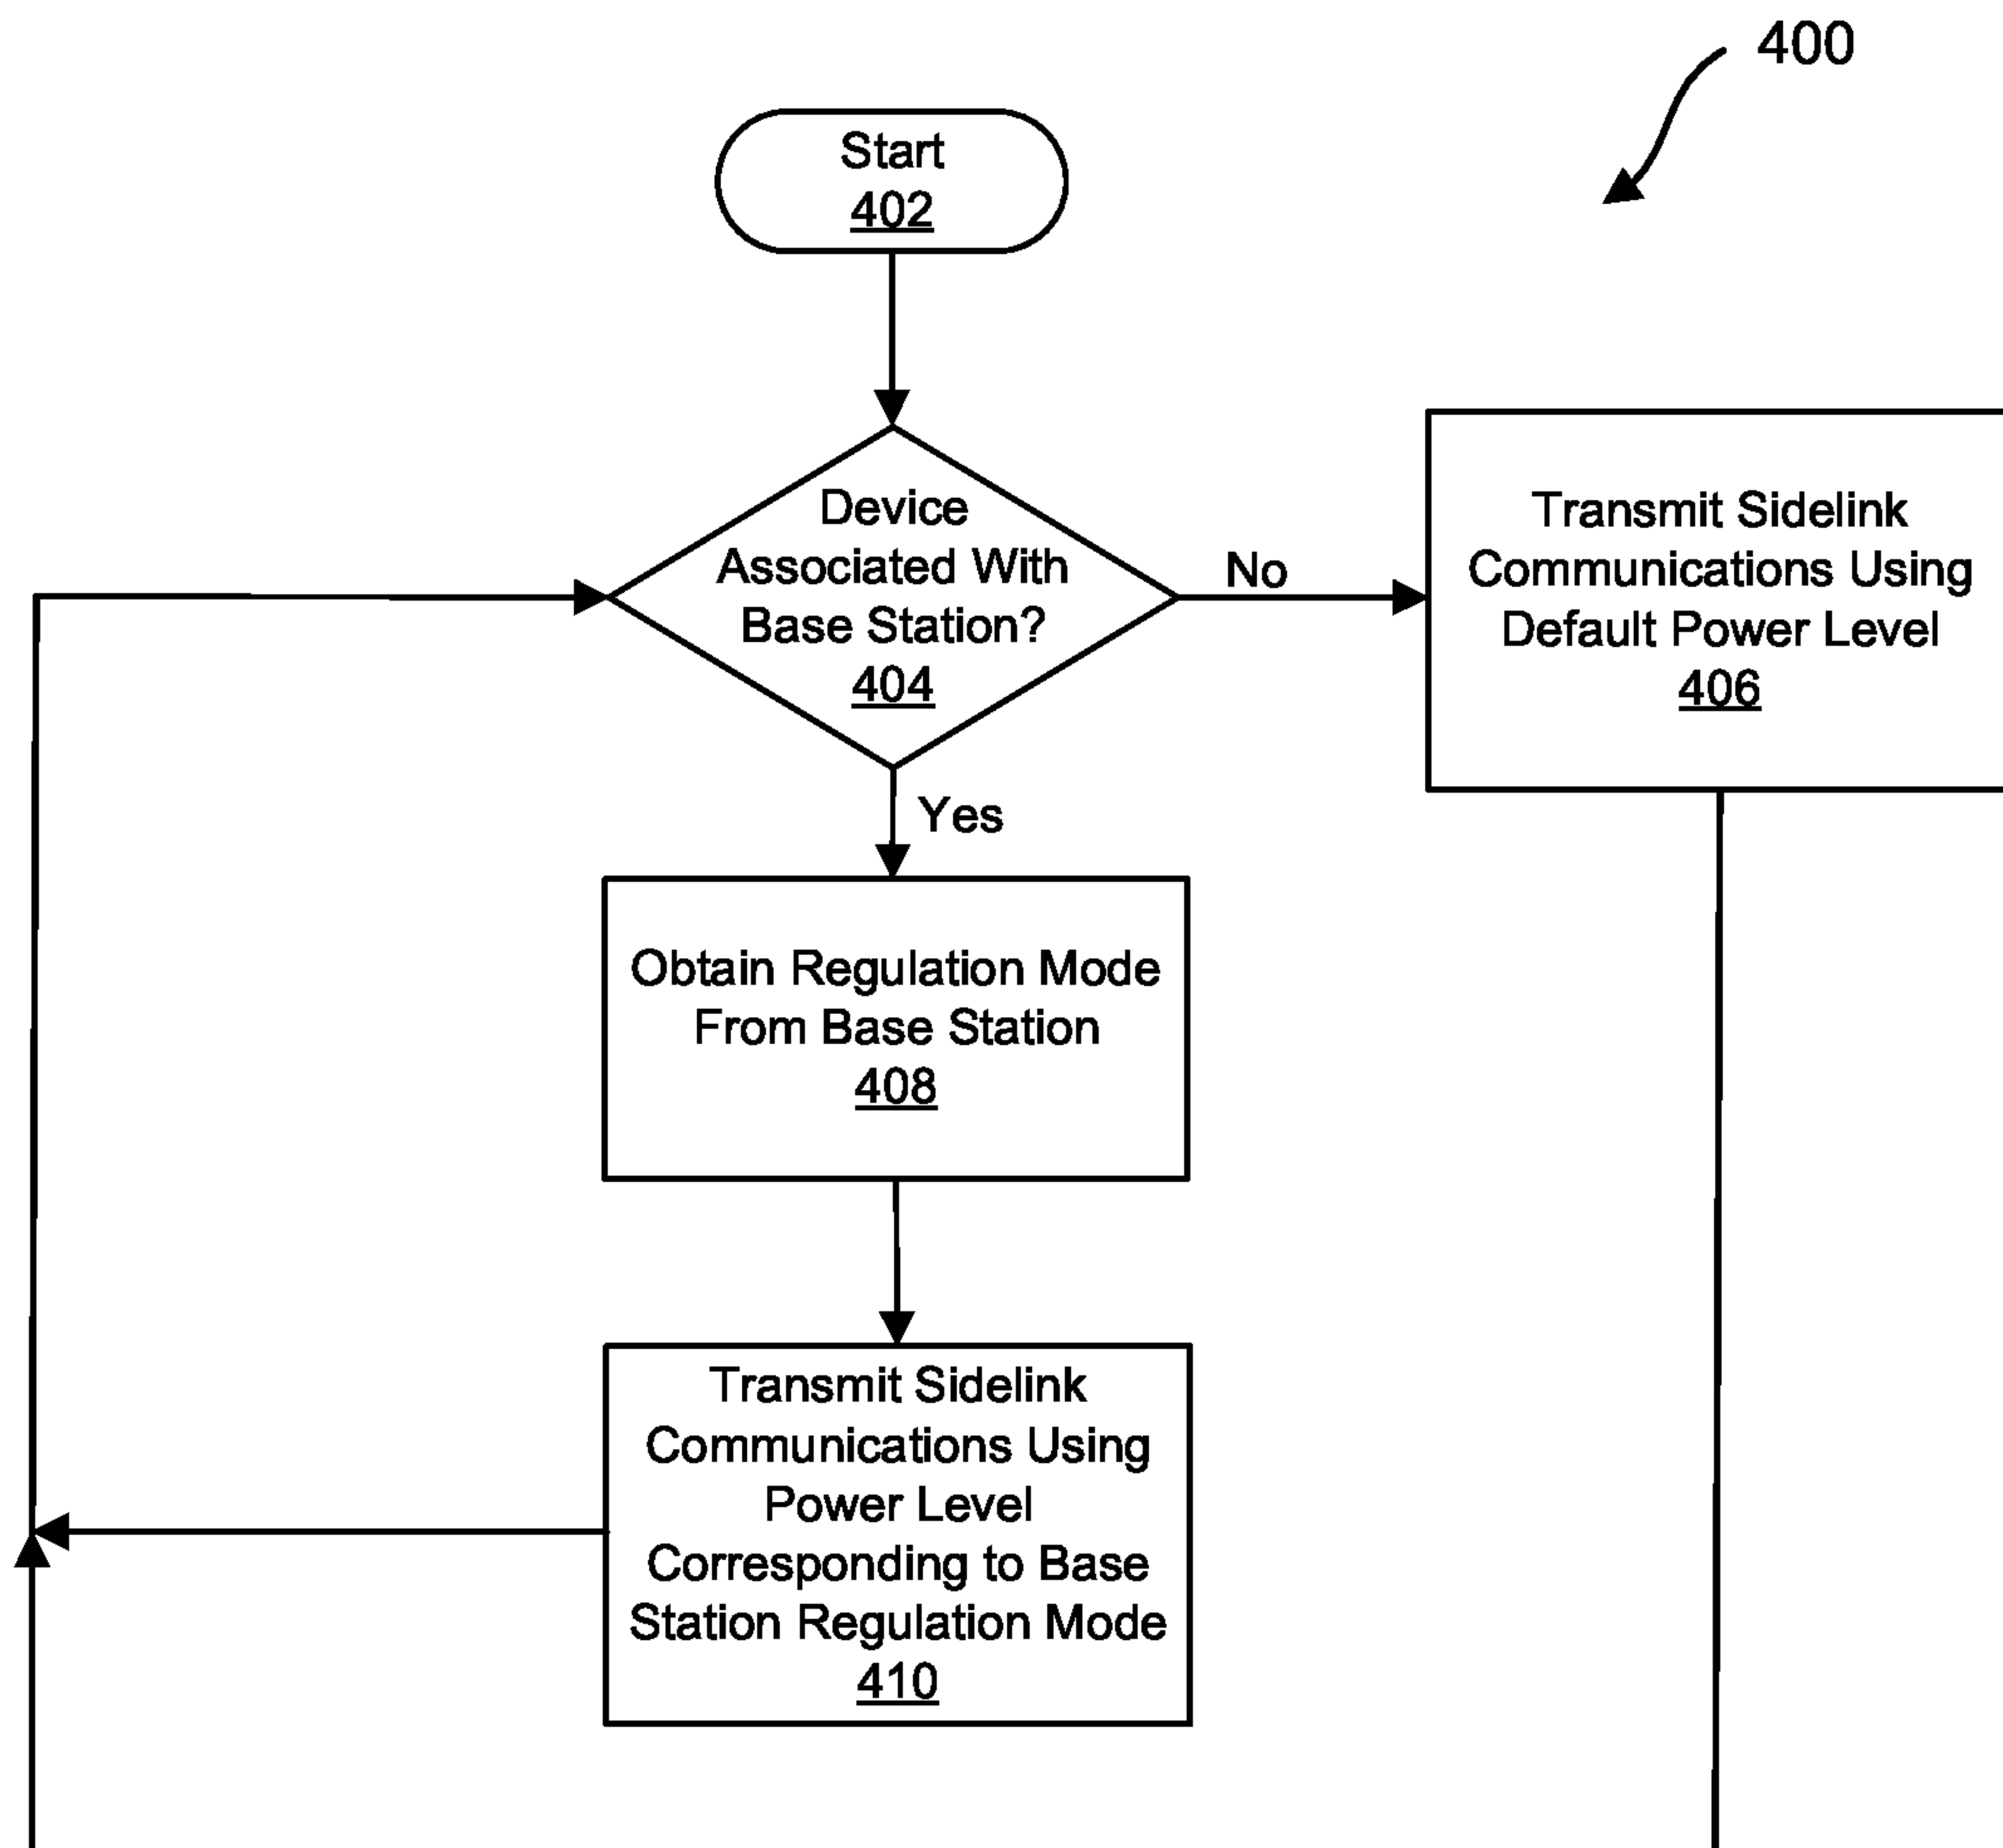 400
Start
402
Device
Associated With
Base Station?
404
No
Transmit Sidelink
Communications Using
Default Power Level
406
Yes
Obtain Regulation Mode
From Base Station
408
Transmit Sidelink
Communications Using
Power Level
Corresponding to Base
Station Regulation Mode
410